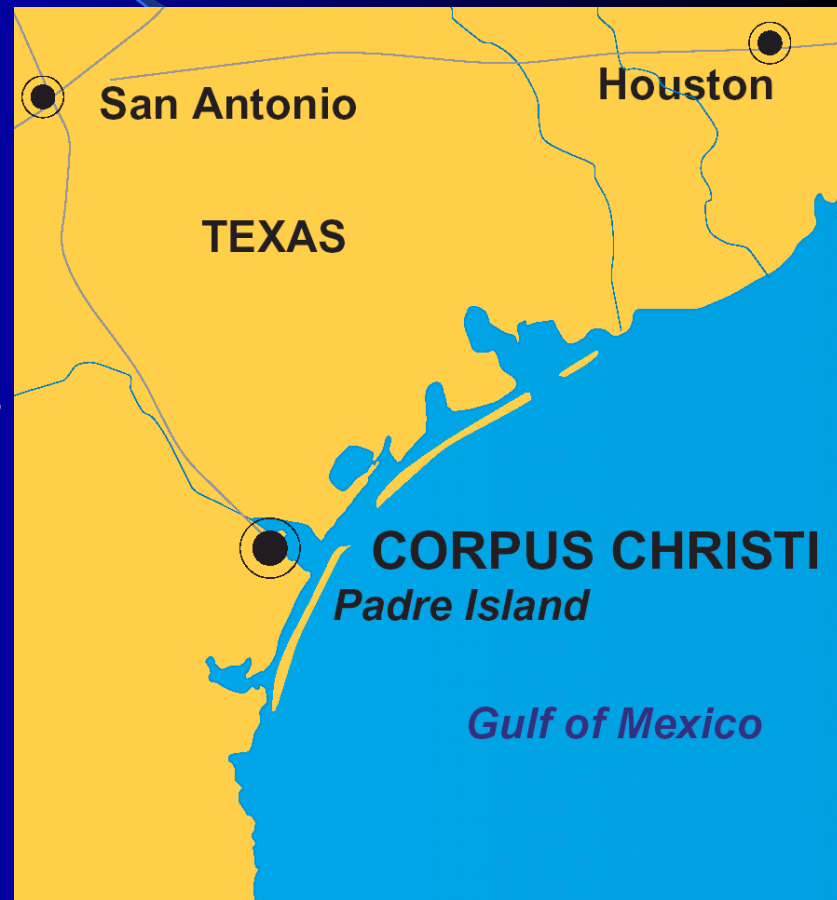 Houston
San Antonio
TEXAS
CORPUS CHRISTI
Padre Island
Gulf of Mexico